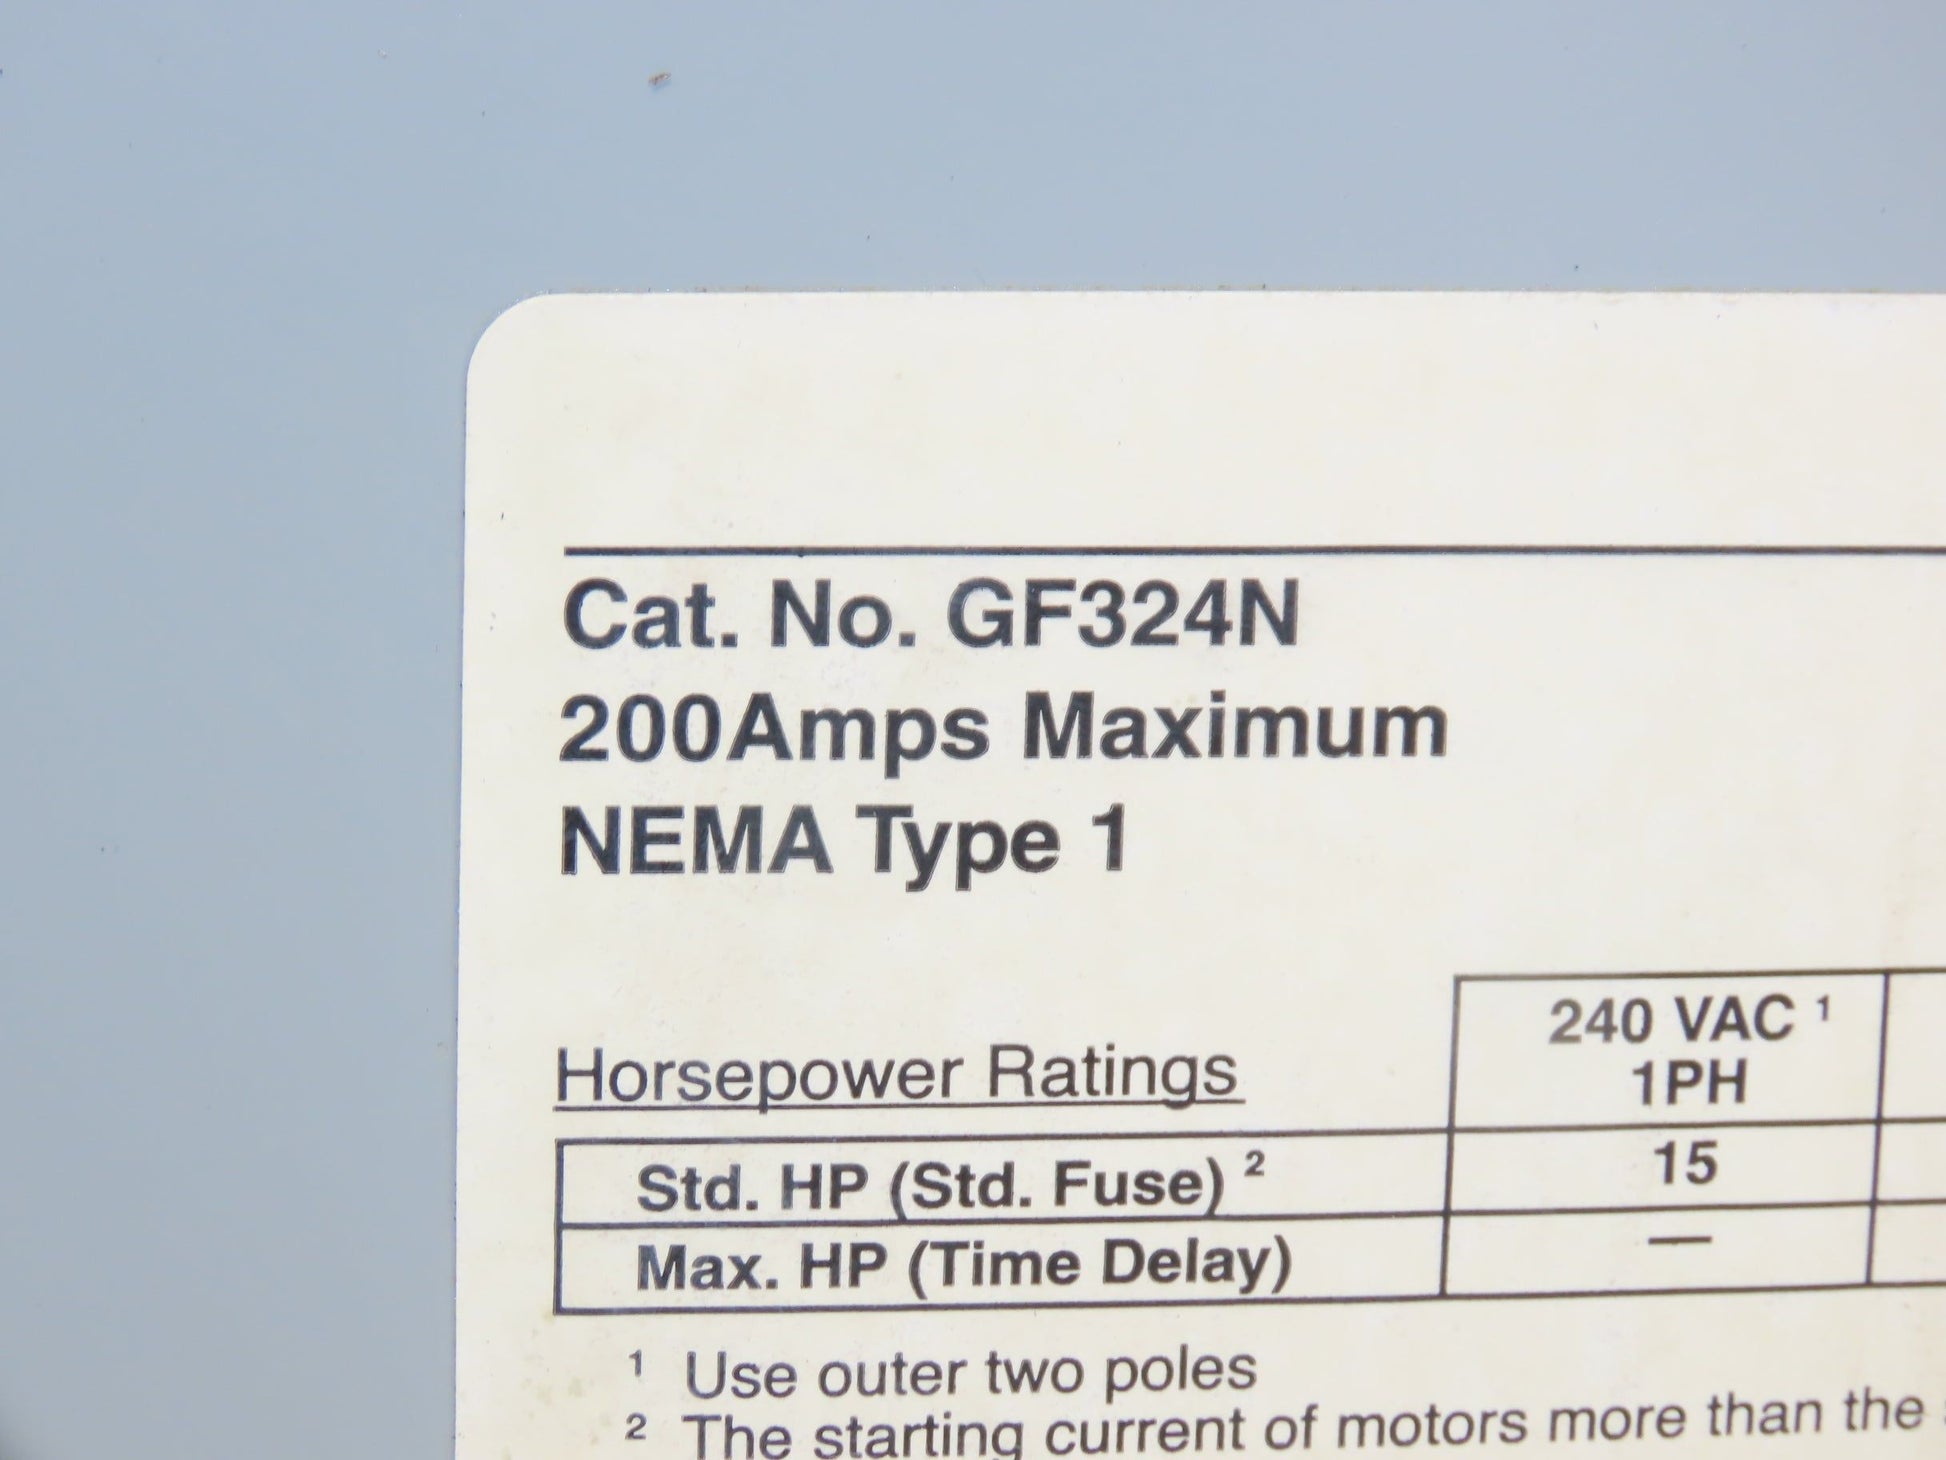 Cat. No. GF324N
200Amps Maximum
NEMA Type 1
240 VAC ¹
Horsepower Ratings 1PH
Std. HP (Std. Fuse) ² 15
Max. HP (Time Delay) —
¹ Use outer two poles
² The starting current of motors more than the